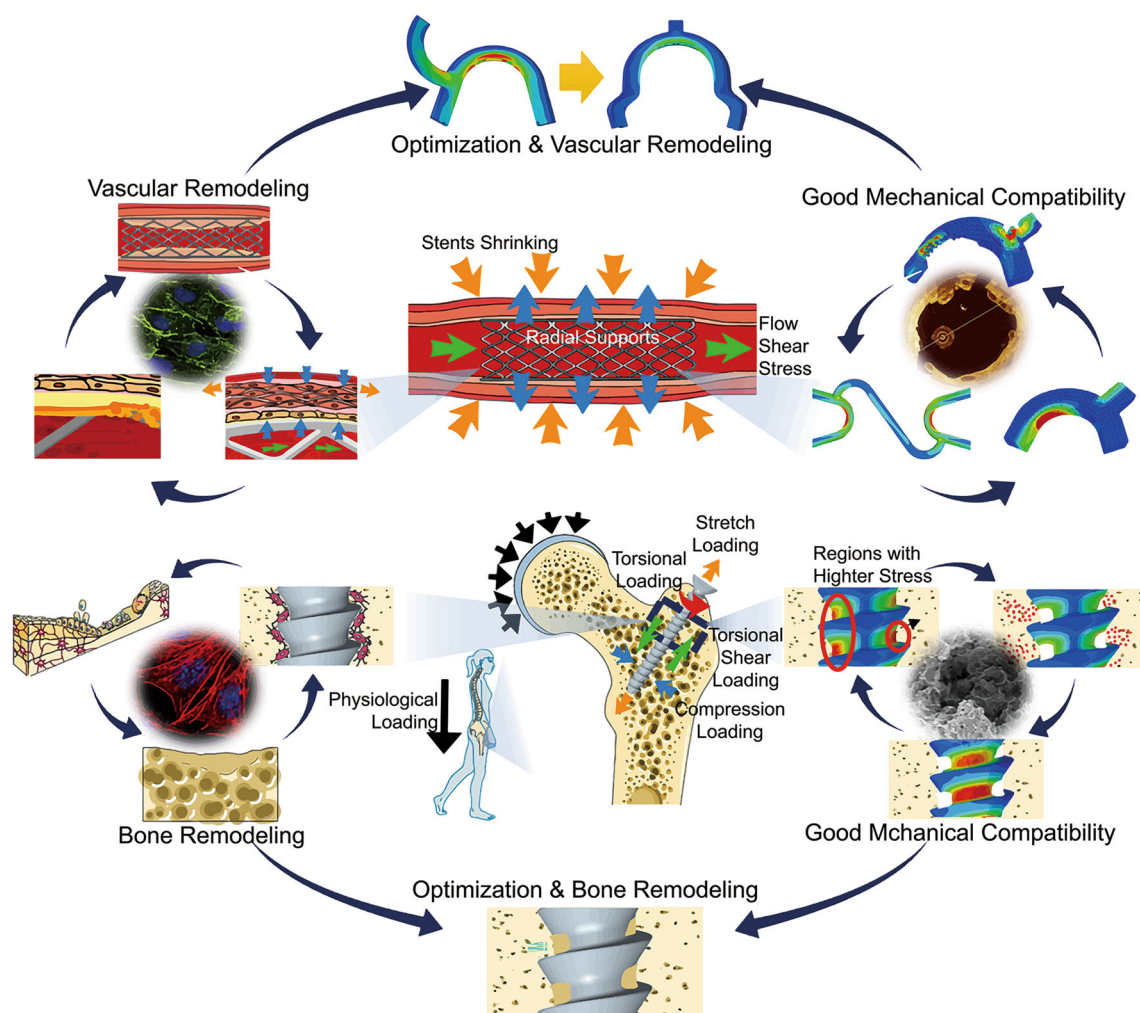 Optimization & Vascular Remodeling
Vascular Remodeling
Good Mechanical Compatibility
Stents Shrinking
Radial Supports
Flow
Shear
Stress
Stretch
Loading
Torsional
Loading
Regions with
Highter Stress
Torsional
Shear
Loading
Physiological
Loading
Compression
Loading
Bone Remodeling
Good Mchanical Compatibility
Optimization & Bone Remodeling